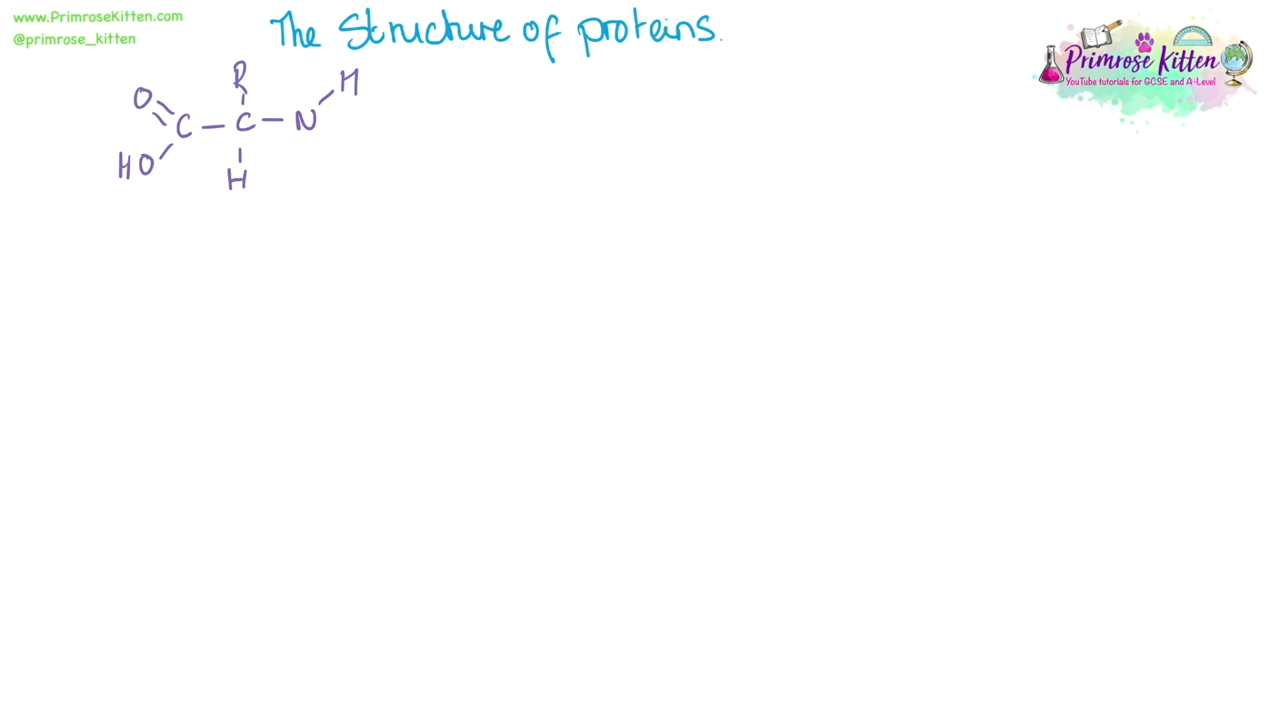 www.PrimroseKitten.com
@primrose_kitten
The Structure of proteins.
Primrose Kitten
YouTube tutorials for GCSE and A-Level
R
H
O
C – C – N
HO
H